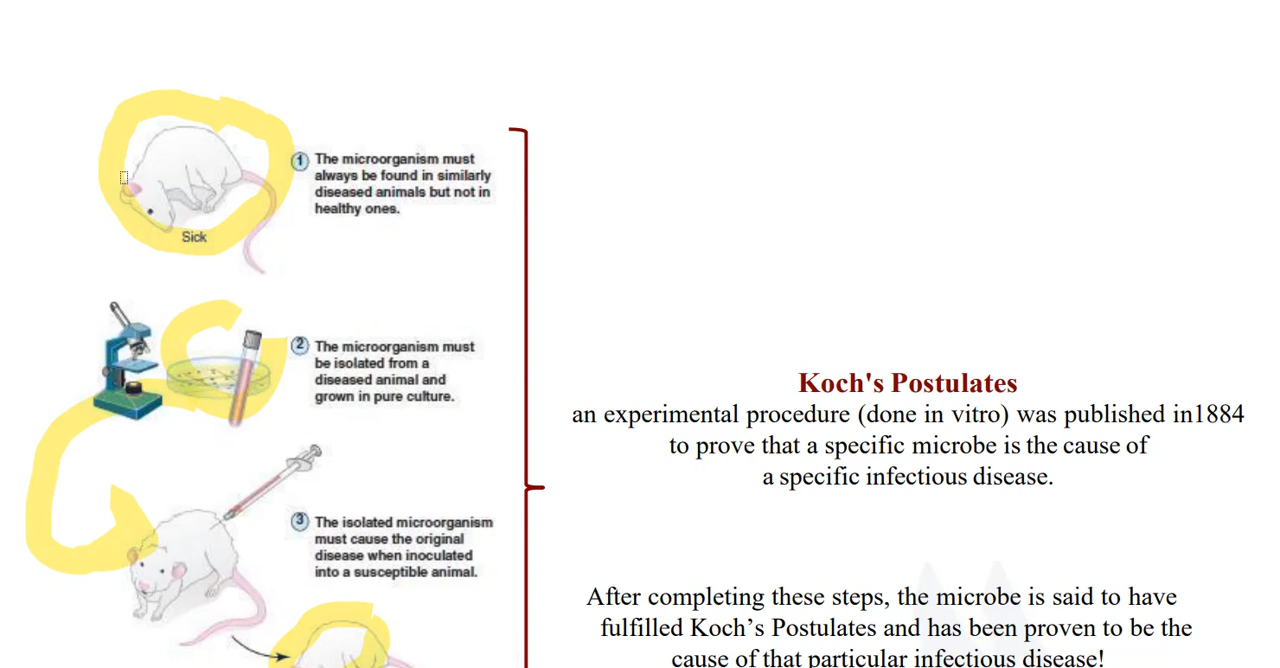 1 The microorganism must
always be found in similarly
diseased animals but not in
healthy ones.
Sick
2 The microorganism must
be isolated from a
diseased animal and
grown in pure culture.
3 The isolated microorganism
must cause the original
disease when inoculated
into a susceptible animal.
Koch's Postulates
an experimental procedure (done in vitro) was published in1884
to prove that a specific microbe is the cause of
a specific infectious disease.
After completing these steps, the microbe is said to have
fulfilled Koch’s Postulates and has been proven to be the
cause of that particular infectious disease!